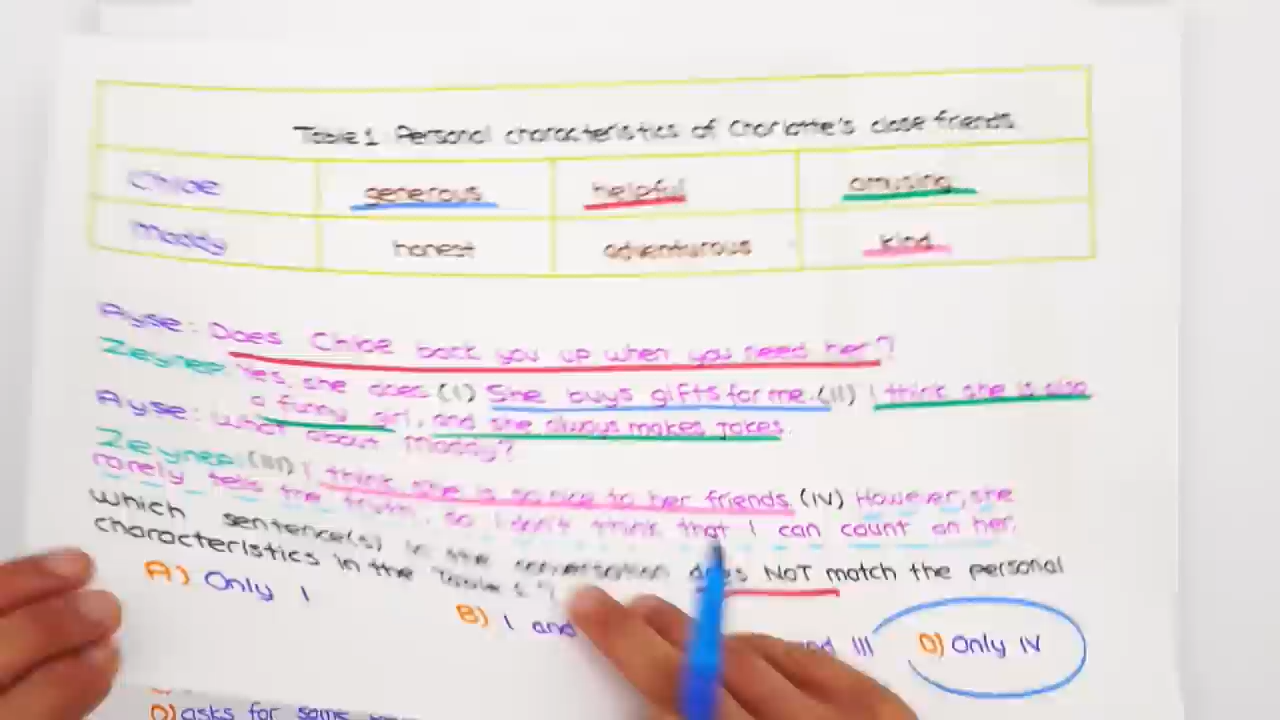 Table 1 Personal characteristics of Charlotte's close friends
Chloe generous helpful amusing
Maddy honest adventurous kind
Ayse: Does Chloe back you up when you need her?
Zeynep Yes, she does. (I) She buys gifts for me. (II) I think she is also
a funny girl, and she always makes jokes.
Ayse: What about Maddy?
Zeynep (III) I think she is so nice to her friends. (IV) However, she
rarely tells the truth, so I don't think that I can count on her.
Which sentence(s) in the conversation does NOT match the personal
characteristics in the Table 1?
A) Only I
B) I and
and III
D) Only IV
D) asks for some